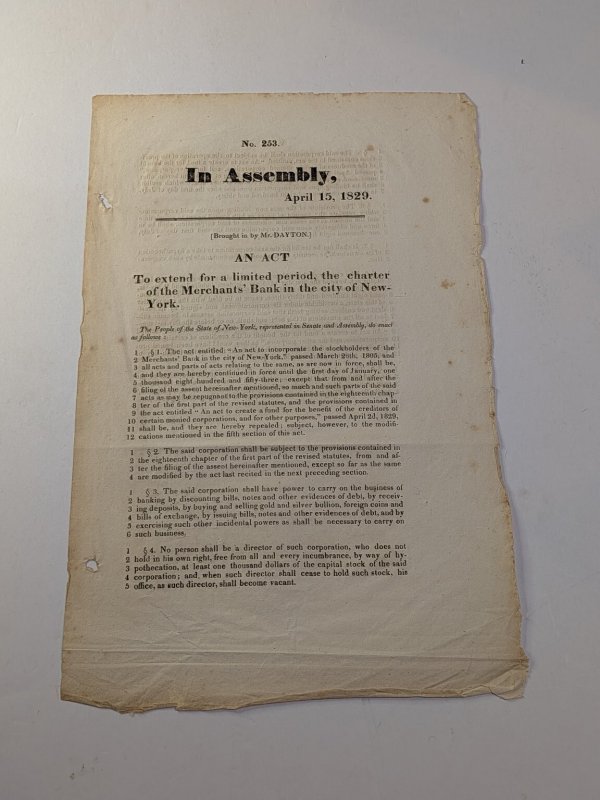 No. 253.
In Assembly,
April 15, 1829.
[Brought in by Mr. DAYTON.]
AN ACT
To extend for a limited period, the charter
of the Merchants' Bank in the city of New-
York.
The People of the State of New-York, represented in Senate and Assembly, do enact
as follows:
1 § 1. The act entitled "An act to incorporate the stockholders of the
2 Merchants' Bank in the city of New-York," passed March 26th, 1805, and
3 all acts and parts of acts relating to the same, as are now in force, shall be,
4 and they are hereby continued in force until the first day of January, one
5 thousand eight hundred and fifty-three; except that from and after the
6 filing of the assent hereinafter mentioned, so much and such parts of the said
7 acts as may be repugnant to the provisions contained in the eighteenth chap-
8 ter of the first part of the revised statutes, and the provisions contained in
9 the act entitled "An act to create a fund for the benefit of the creditors of
10 certain monied corporations, and for other purposes," passed April 2d, 1829,
11 shall be, and they are hereby repealed; subject, however, to the modifi-
12 cations mentioned in the fifth section of this act.
1 § 2. The said corporation shall be subject to the provisions contained in
2 the eighteenth chapter of the first part of the revised statutes, from and af-
3 ter the filing of the assent hereinafter mentioned, except so far as the same
4 are modified by the act last recited in the next preceding section.
1 § 3. The said corporation shall have power to carry on the business of
2 banking by discounting bills, notes and other evidences of debt, by receiv-
3 ing deposits, by buying and selling gold and silver bullion, foreign coins and
4 bills of exchange, by issuing bills, notes and other evidences of debt, and by
5 exercising such other incidental powers as shall be necessary to carry on
6 such business.
1 § 4. No person shall be a director of such corporation, who does not
2 hold in his own right, free from all and every incumbrance, by way of hy-
3 pothecation, at least one thousand dollars of the capital stock of the said
4 corporation; and, when such director shall cease to hold such stock, his
5 office, as such director, shall become vacant.